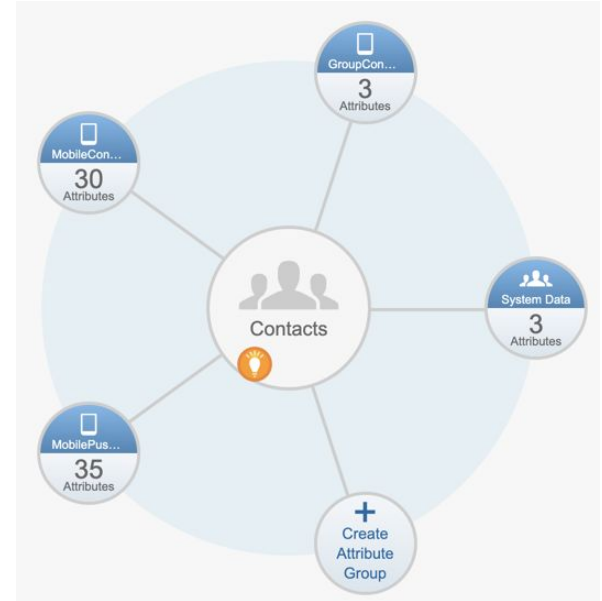 GroupCon...
3
Attributes
MobileCon...
30
Attributes
System Data
3
Attributes
Contacts
MobilePus...
35
Attributes
+
Create
Attribute
Group